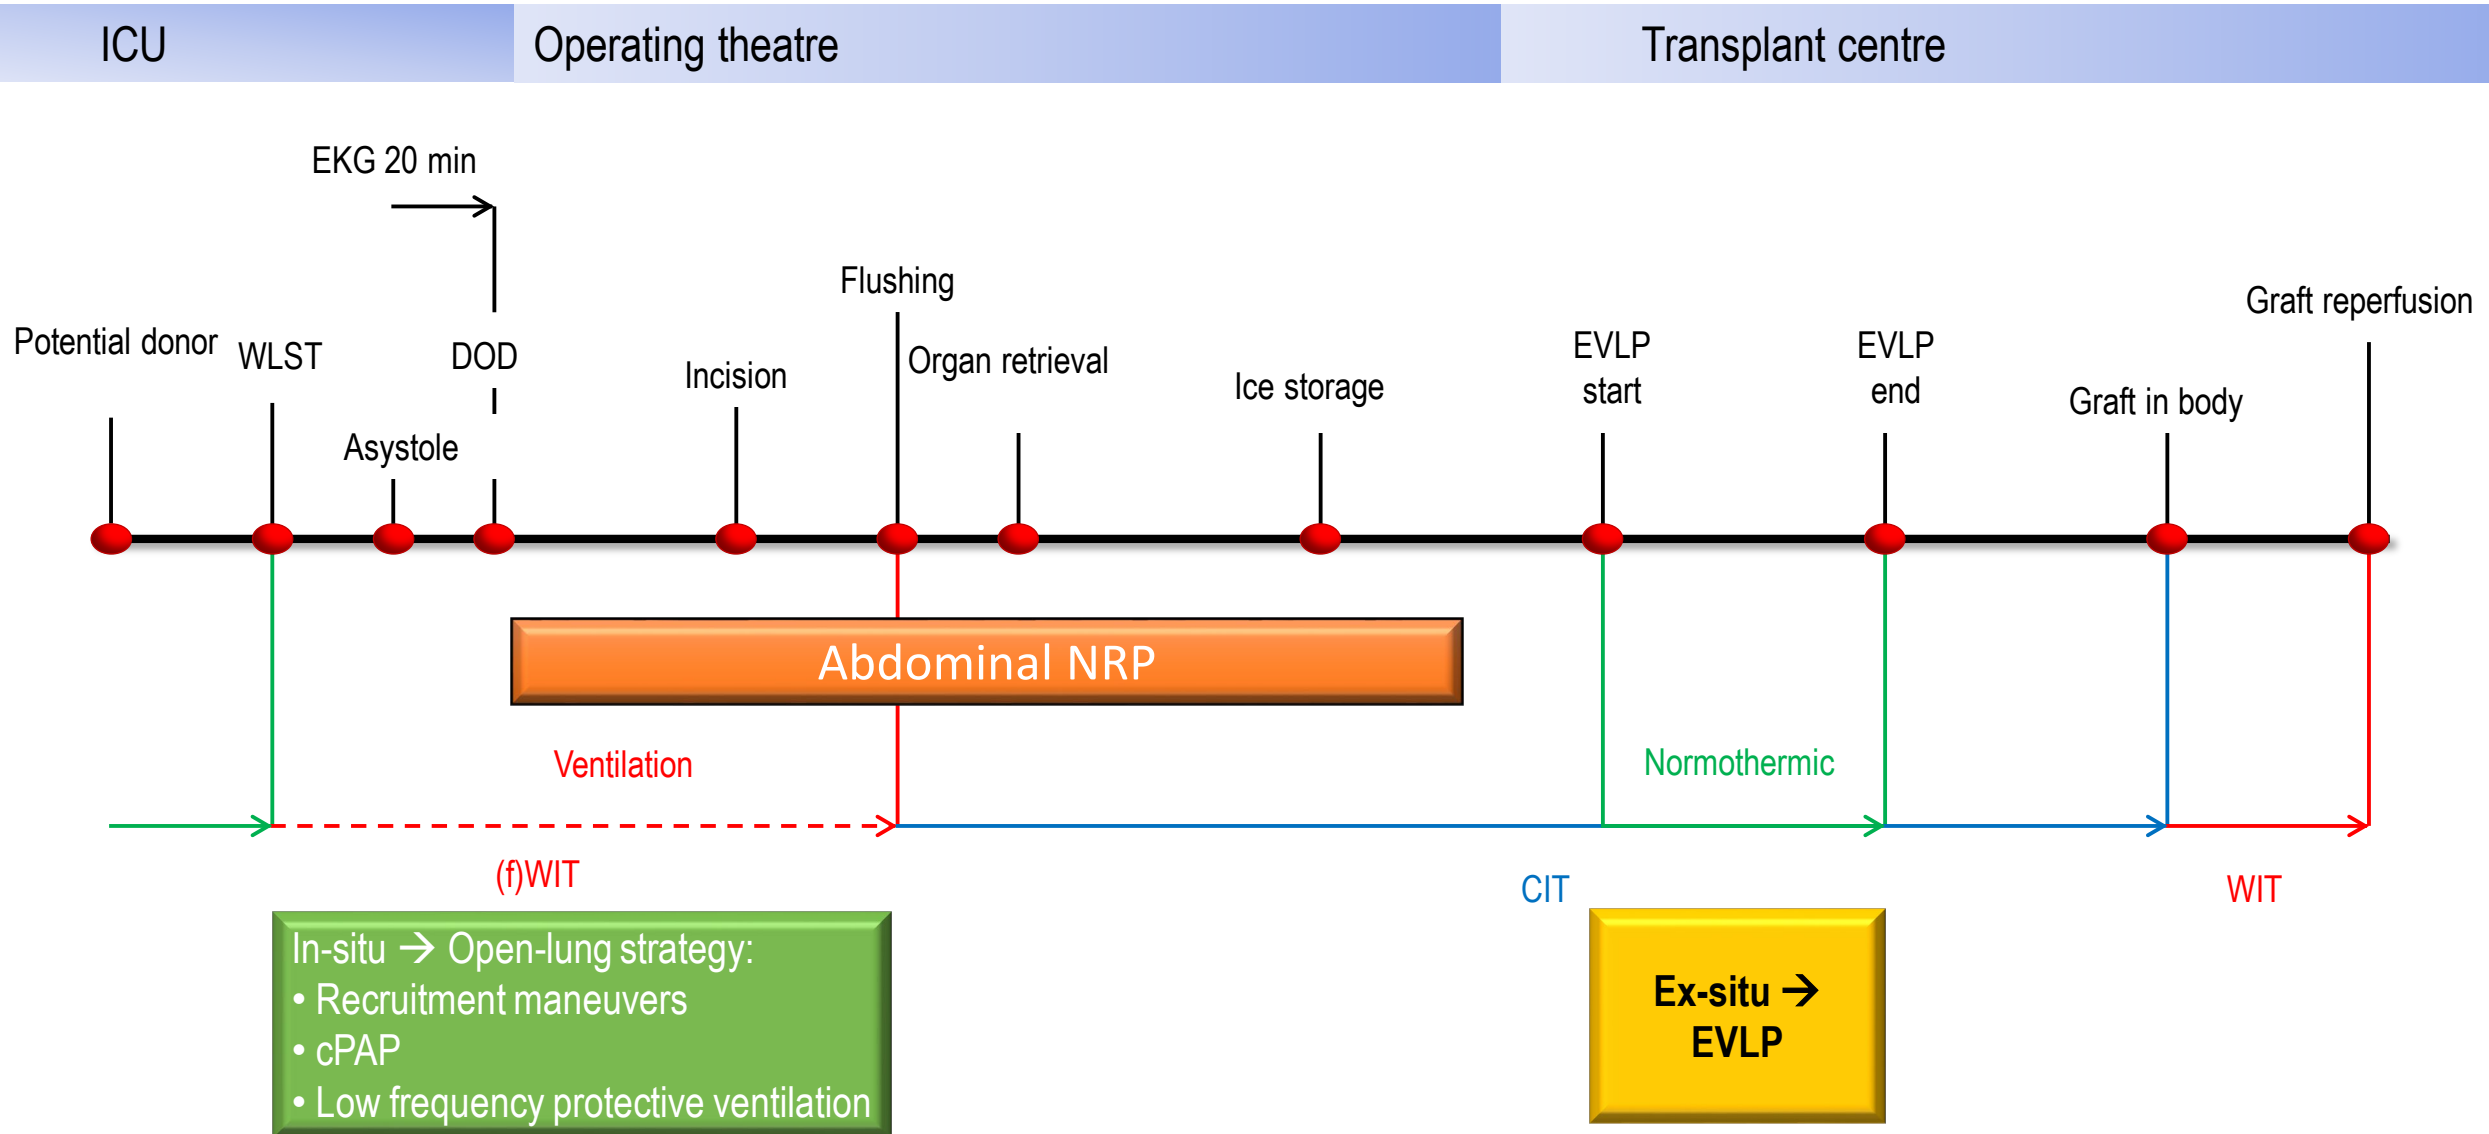 ICU
Operating theatre
Transplant centre
EKG 20 min
Potential donor
WLST
Asystole
DOD
Incision
Flushing
Organ retrieval
Ice storage
EVLP
start
EVLP
end
Graft in body
Graft reperfusion
Abdominal NRP
Ventilation
Normothermic
(f)WIT
CIT
WIT
In-situ → Open-lung strategy:
• Recruitment maneuvers
• cPAP
• Low frequency protective ventilation
Ex-situ →
EVLP